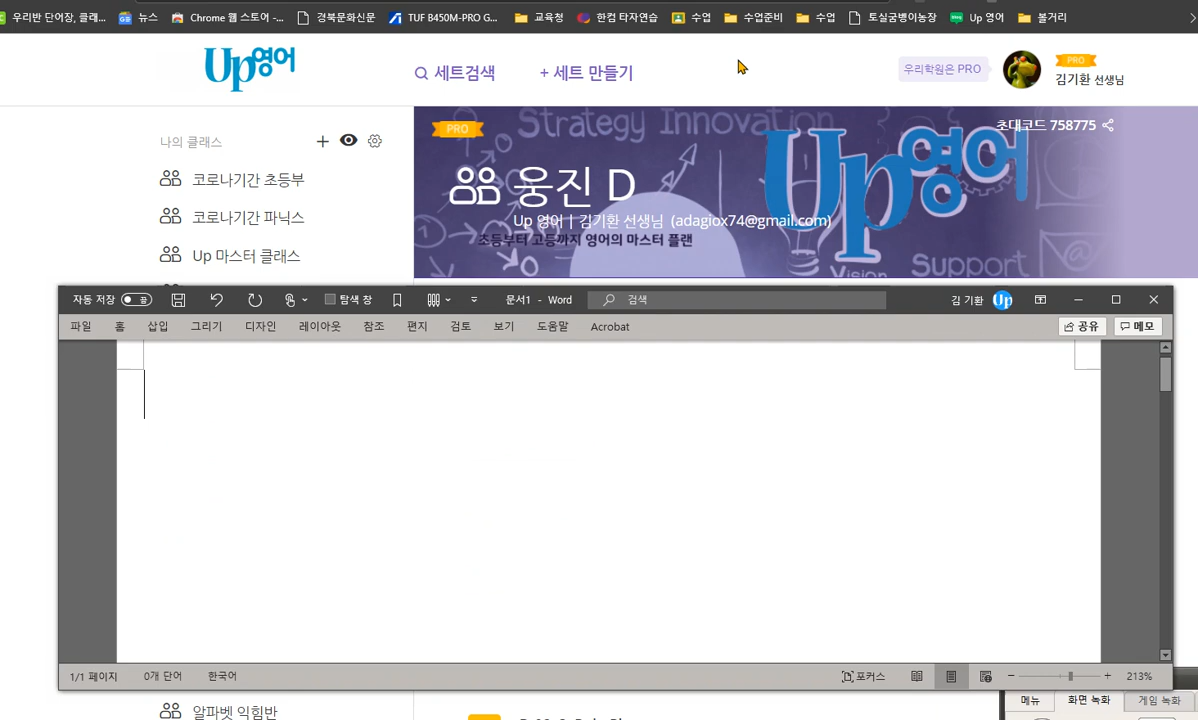 우리반 단어장, 클래... 뉴스 Chrome 웹 스토어 -... 경북문화신문 TUF B450M-PRO G... 교육청 한컴 타자연습 수업 수업준비 수업 토실굼벵이농장 Up 영어 볼거리
Up영어
세트검색 + 세트 만들기
우리학원은 PRO
PRO
김기환 선생님
나의 클래스
코로나기간 초등부
코로나기간 파닉스
Up 마스터 클래스
PRO
Strategy Innovation
초대코드 758775
웅진 D
Up영어
Up 영어 | 김기환 선생님 (adagiox74@gmail.com)
초등부터 고등까지 영어의 마스터 플랜
Vision
Support
자동 저장 끔 탐색 창 문서1 - Word 검색 김 기환 Up
파일 홈 삽입 그리기 디자인 레이아웃 참조 편지 검토 보기 도움말 Acrobat 공유 메모
1/1 페이지 0개 단어 한국어 포커스 213%
메뉴 화면 녹화 게임 녹화
알파벳 익힘반